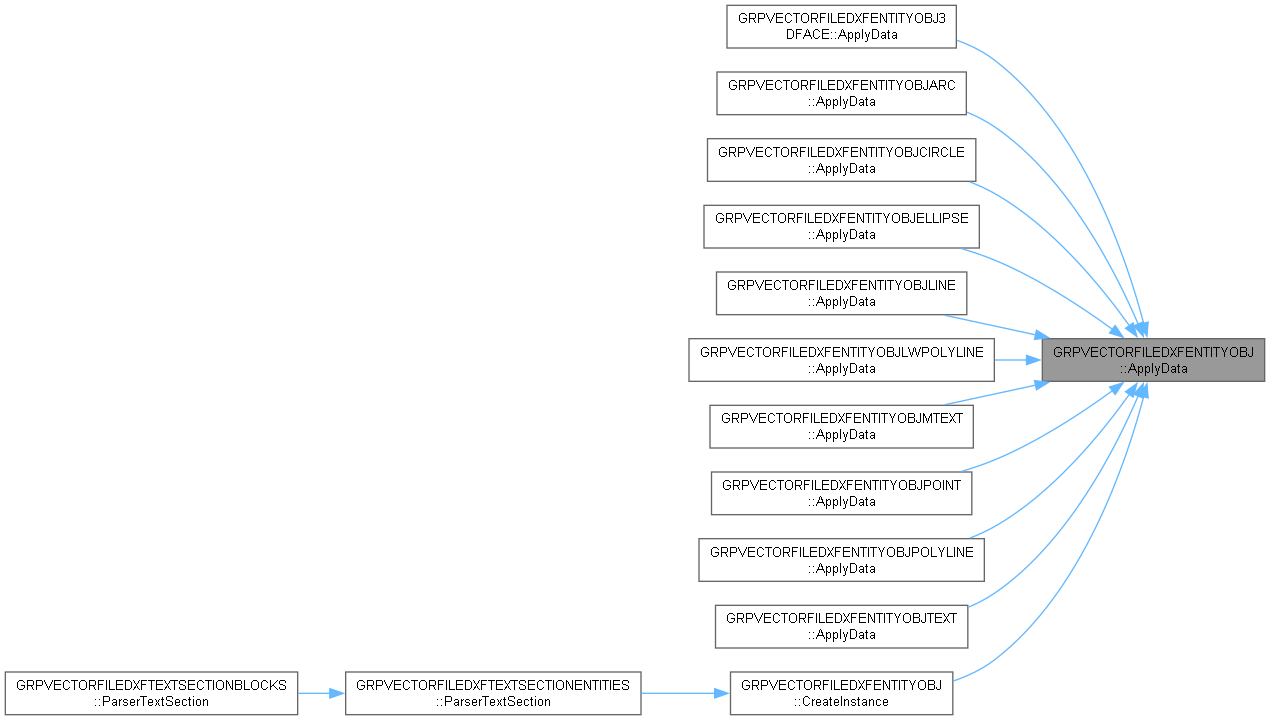 GRPVECTORFILEDXFENTITYOBJ3
DFACE::ApplyData
GRPVECTORFILEDXFENTITYOBJARC
::ApplyData
GRPVECTORFILEDXFENTITYOBJCIRCLE
::ApplyData
GRPVECTORFILEDXFENTITYOBJELLIPSE
::ApplyData
GRPVECTORFILEDXFENTITYOBJLINE
::ApplyData
GRPVECTORFILEDXFENTITYOBJLWPOLYLINE
::ApplyData
GRPVECTORFILEDXFENTITYOBJ
::ApplyData
GRPVECTORFILEDXFENTITYOBJMTEXT
::ApplyData
GRPVECTORFILEDXFENTITYOBJPOINT
::ApplyData
GRPVECTORFILEDXFENTITYOBJPOLYLINE
::ApplyData
GRPVECTORFILEDXFENTITYOBJTEXT
::ApplyData
GRPVECTORFILEDXFTEXTSECTIONBLOCKS
::ParserTextSection
GRPVECTORFILEDXFTEXTSECTIONENTITIES
::ParserTextSection
GRPVECTORFILEDXFENTITYOBJ
::CreateInstance